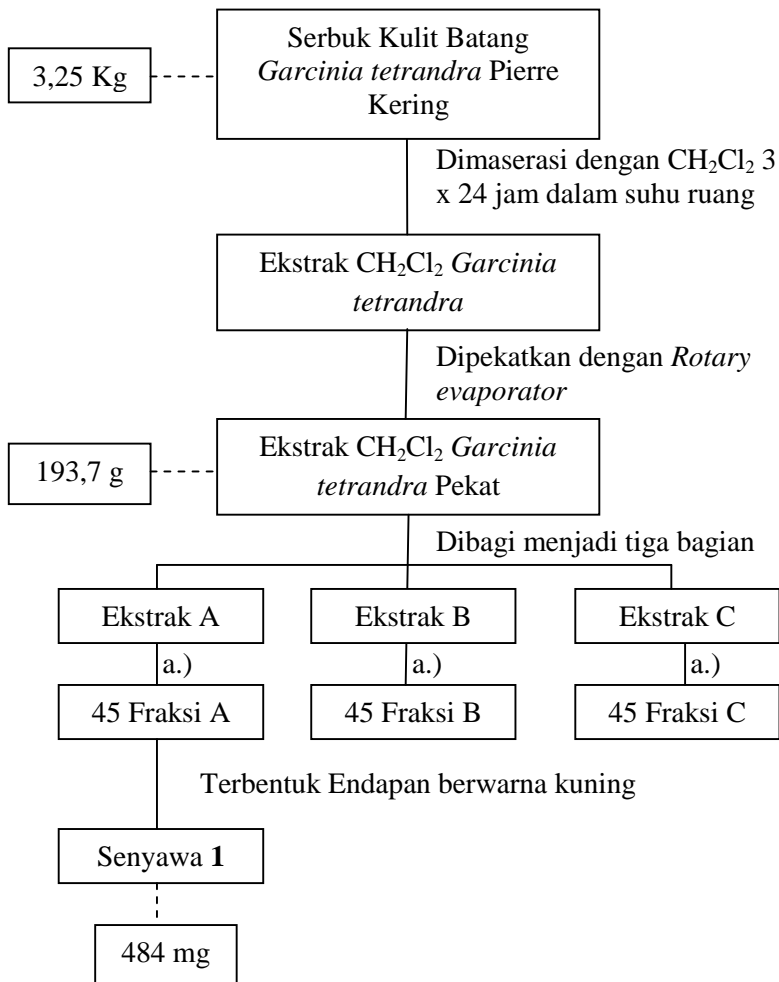 Serbuk Kulit Batang
Garcinia tetrandra Pierre
Kering
3,25 Kg
Dimaserasi dengan CH₂Cl₂ 3
x 24 jam dalam suhu ruang
Ekstrak CH₂Cl₂ Garcinia
tetrandra
Dipekatkan dengan Rotary
evaporator
Ekstrak CH₂Cl₂ Garcinia
tetrandra Pekat
193,7 g
Dibagi menjadi tiga bagian
Ekstrak A
Ekstrak B
Ekstrak C
a.)
a.)
a.)
45 Fraksi A
45 Fraksi B
45 Fraksi C
Terbentuk Endapan berwarna kuning
Senyawa 1
484 mg